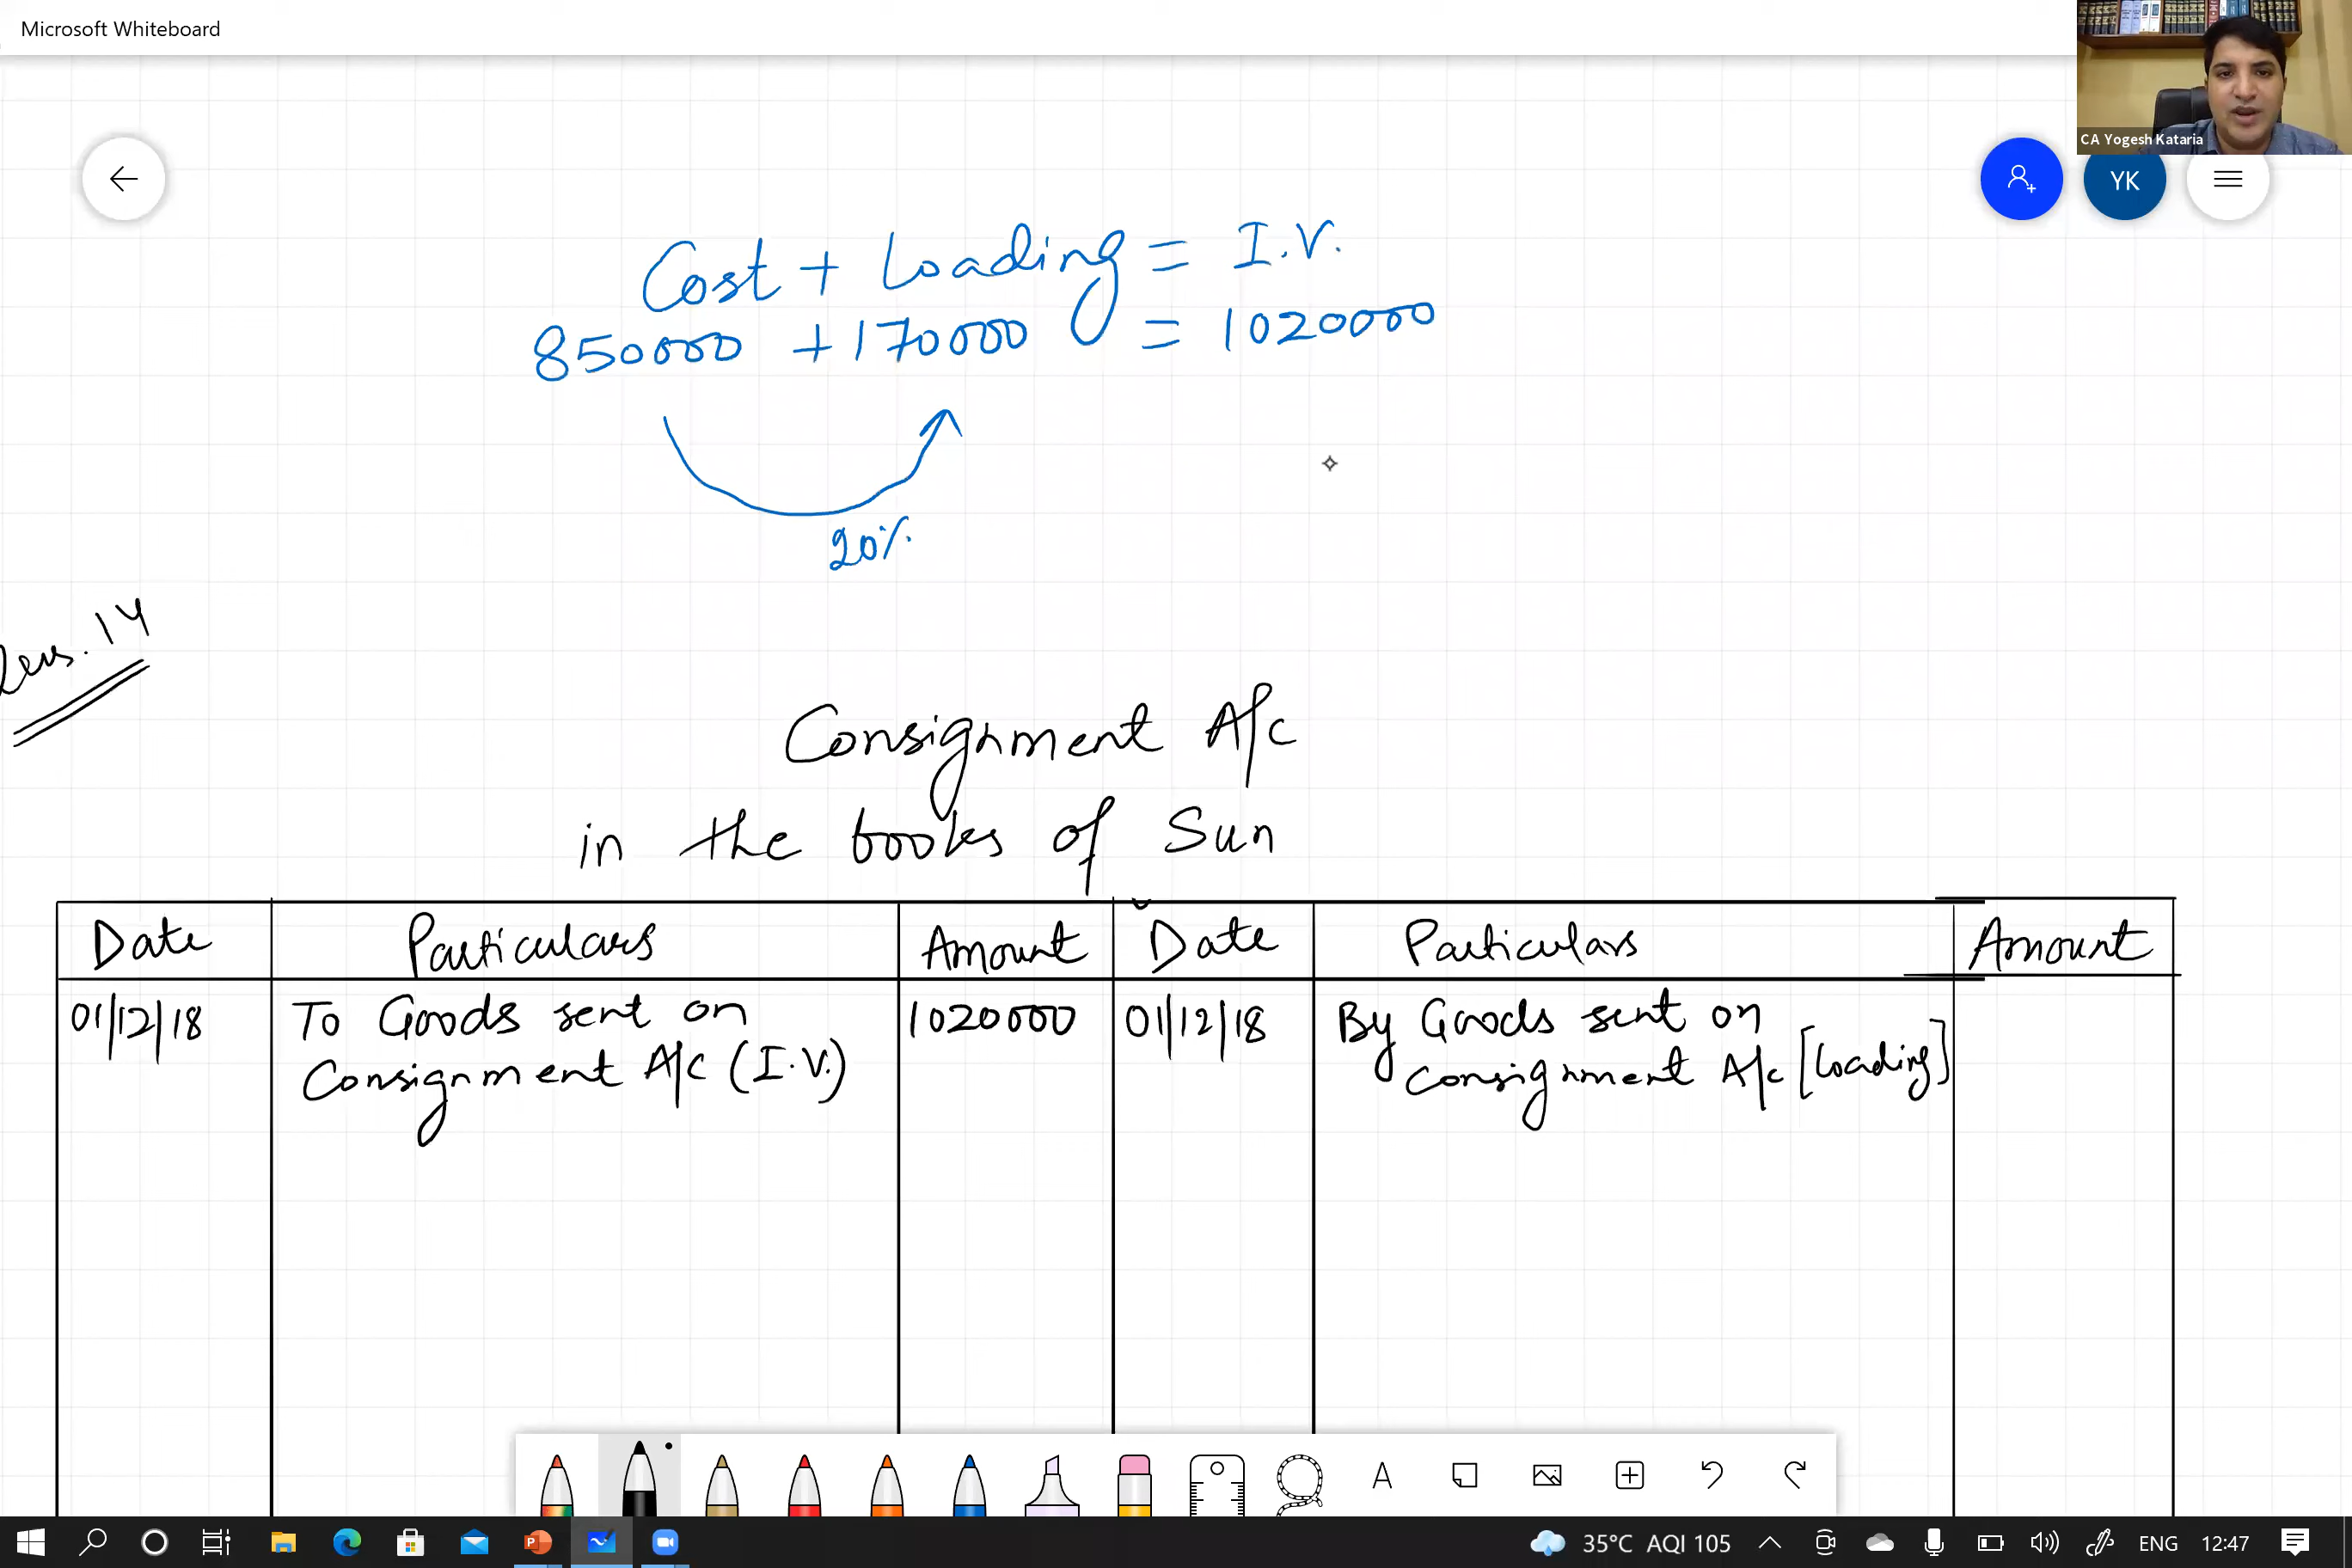 Microsoft Whiteboard
CA Yogesh Kataria
YK
Cost + Loading = I.V.
850000 + 170000 = 1020000
20%
Ques. 14
Consignment A/c
in the books of Sun
Date Particulars Amount Date Particulars Amount
01/12/18 To Goods sent on 1020000 01/12/18 By Goods sent on
Consignment A/c (I.V.) consignment A/c [Loading]
35°C AQI 105 ENG 12:47